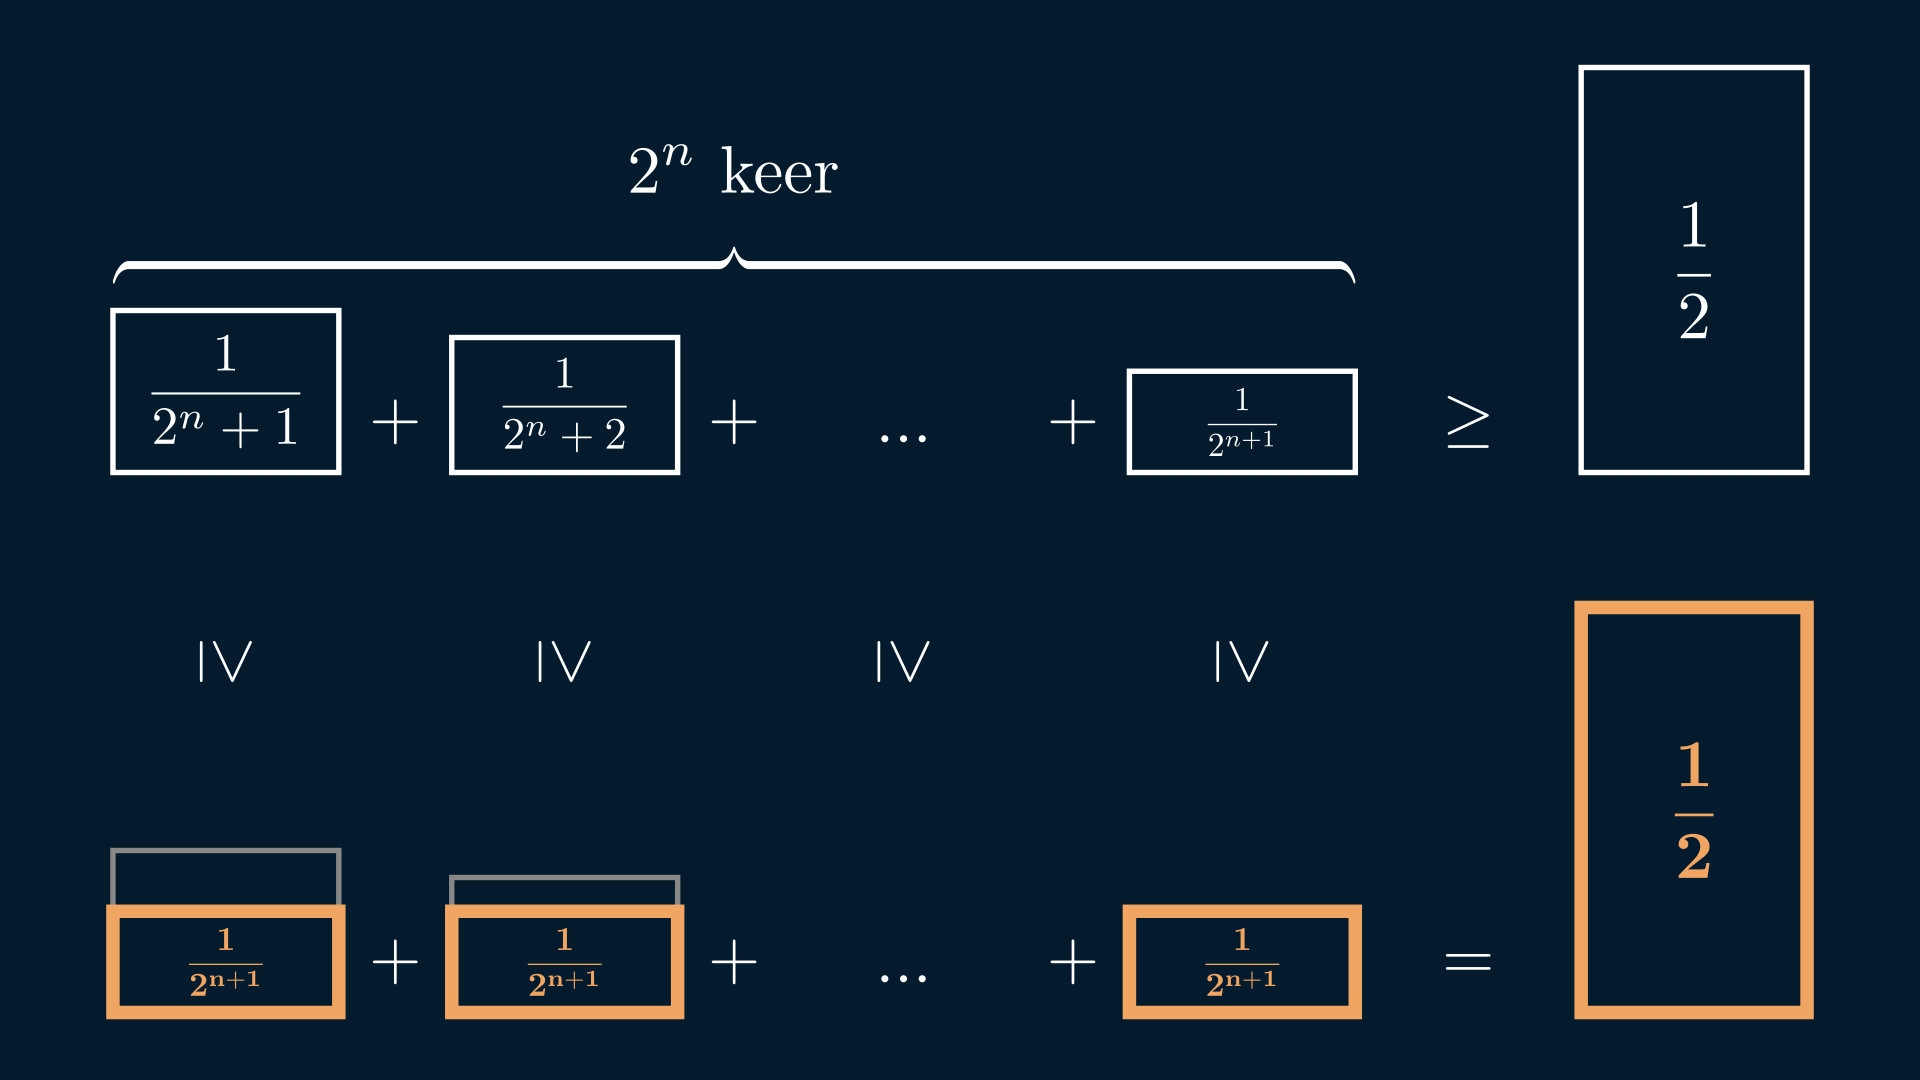 2^n keer
1/(2^n + 1) + 1/(2^n + 2) + ... + 1/2^{n+1} ≥ 1/2
≥ ≥ ≥ ≥
1/2^{n+1} + 1/2^{n+1} + ... + 1/2^{n+1} = 1/2